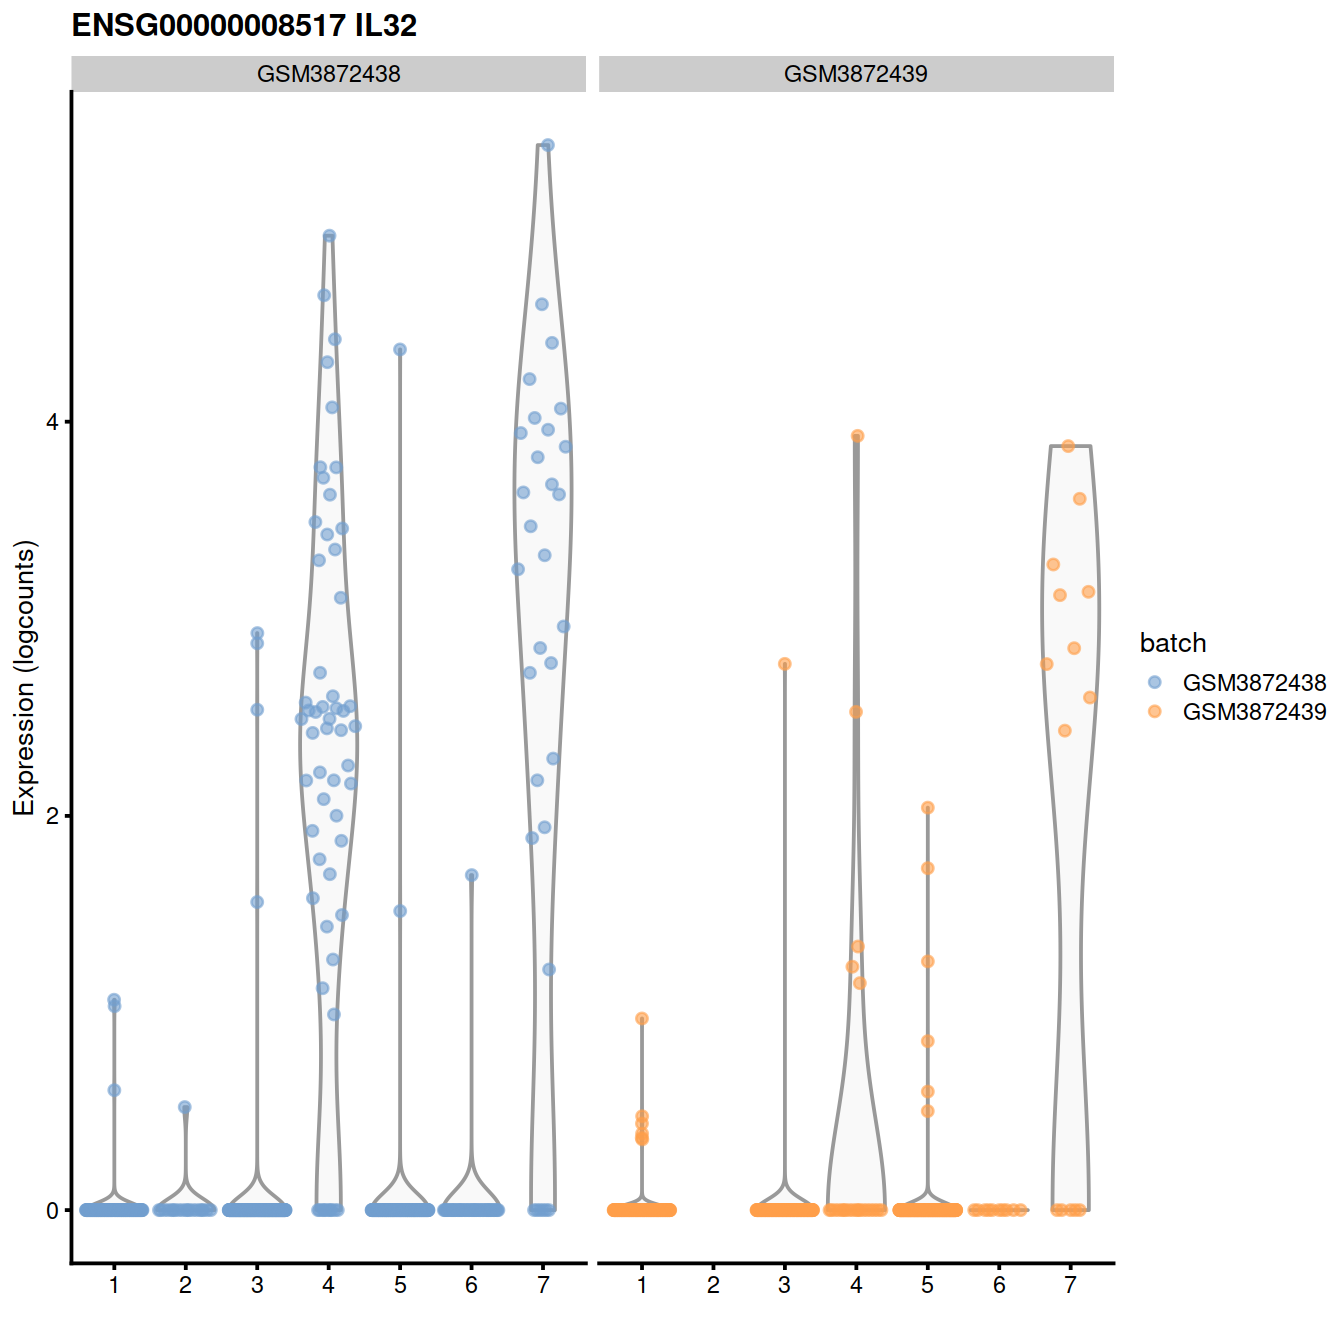 ENSG00000008517 IL32
GSM3872438 GSM3872439
Expression (logcounts)
4
2
0
1 2 3 4 5 6 7 1 2 3 4 5 6 7
batch
GSM3872438
GSM3872439